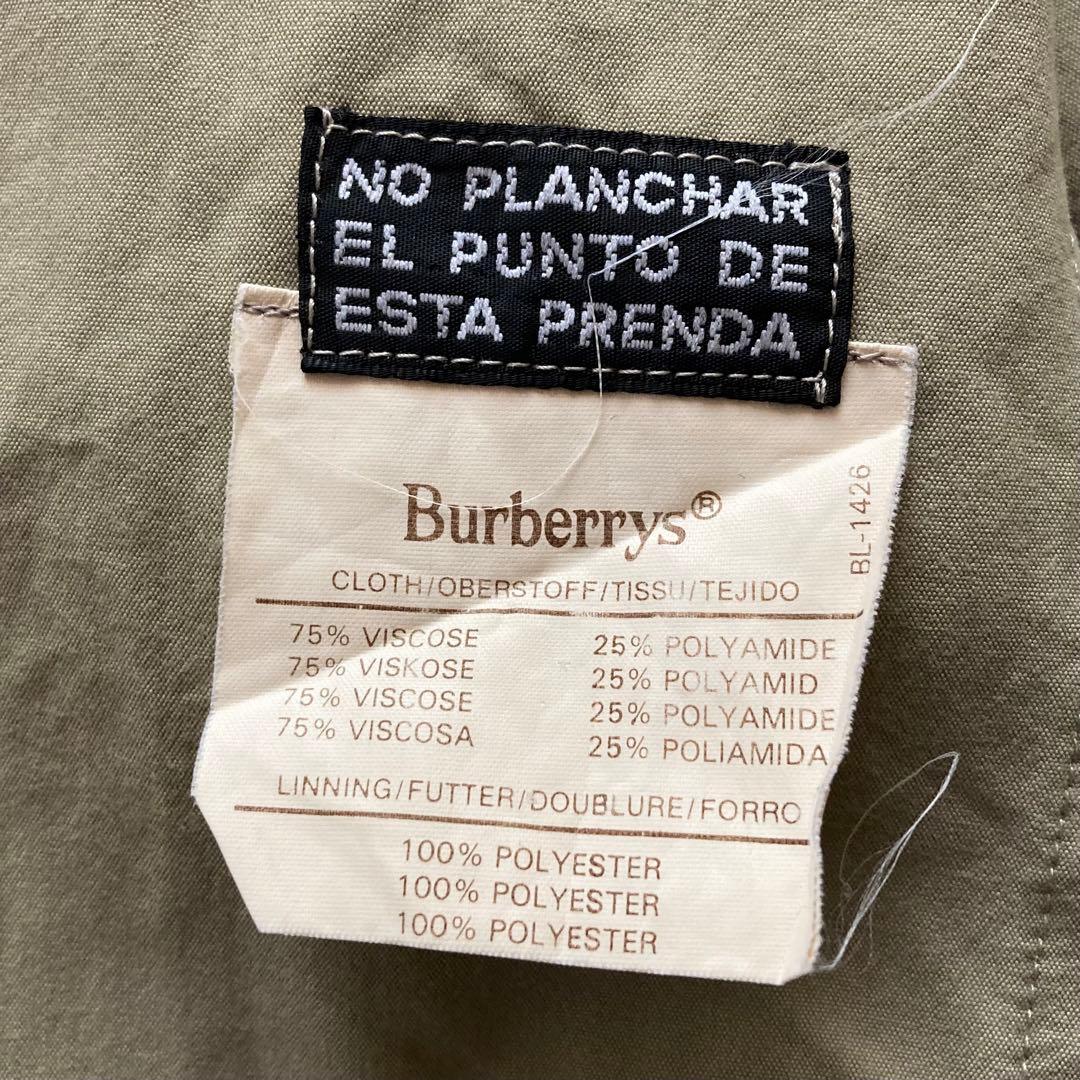 NO PLANCHAR
EL PUNTO DE
ESTA PRENDA
Burberrys®
BL-1426
CLOTH/OBERSTOFF/TISSU/TEJIDO
75% VISCOSE 25% POLYAMIDE
75% VISKOSE 25% POLYAMID
75% VISCOSE 25% POLYAMIDE
75% VISCOSA 25% POLIAMIDA
LINNING/FUTTER/DOUBLURE/FORRO
100% POLYESTER
100% POLYESTER
100% POLYESTER